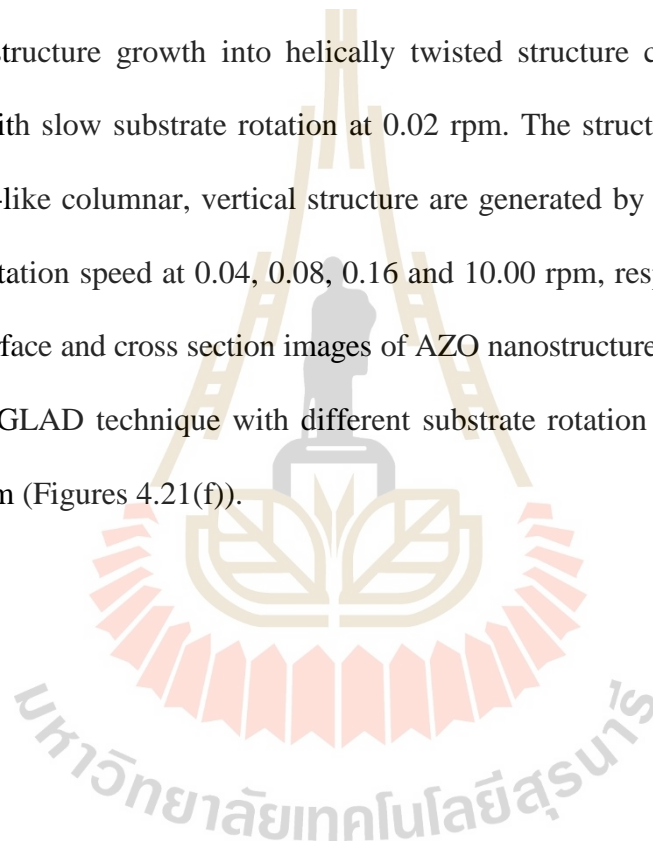 structure growth into helically twisted structure c
ith slow substrate rotation at 0.02 rpm. The struct
-like columnar, vertical structure are generated by
tation speed at 0.04, 0.08, 0.16 and 10.00 rpm, resp
rface and cross section images of AZO nanostructure
GLAD technique with different substrate rotation
m (Figures 4.21(f)).
มหาวิทยาลัยเทคโนโลยีสุรนารี